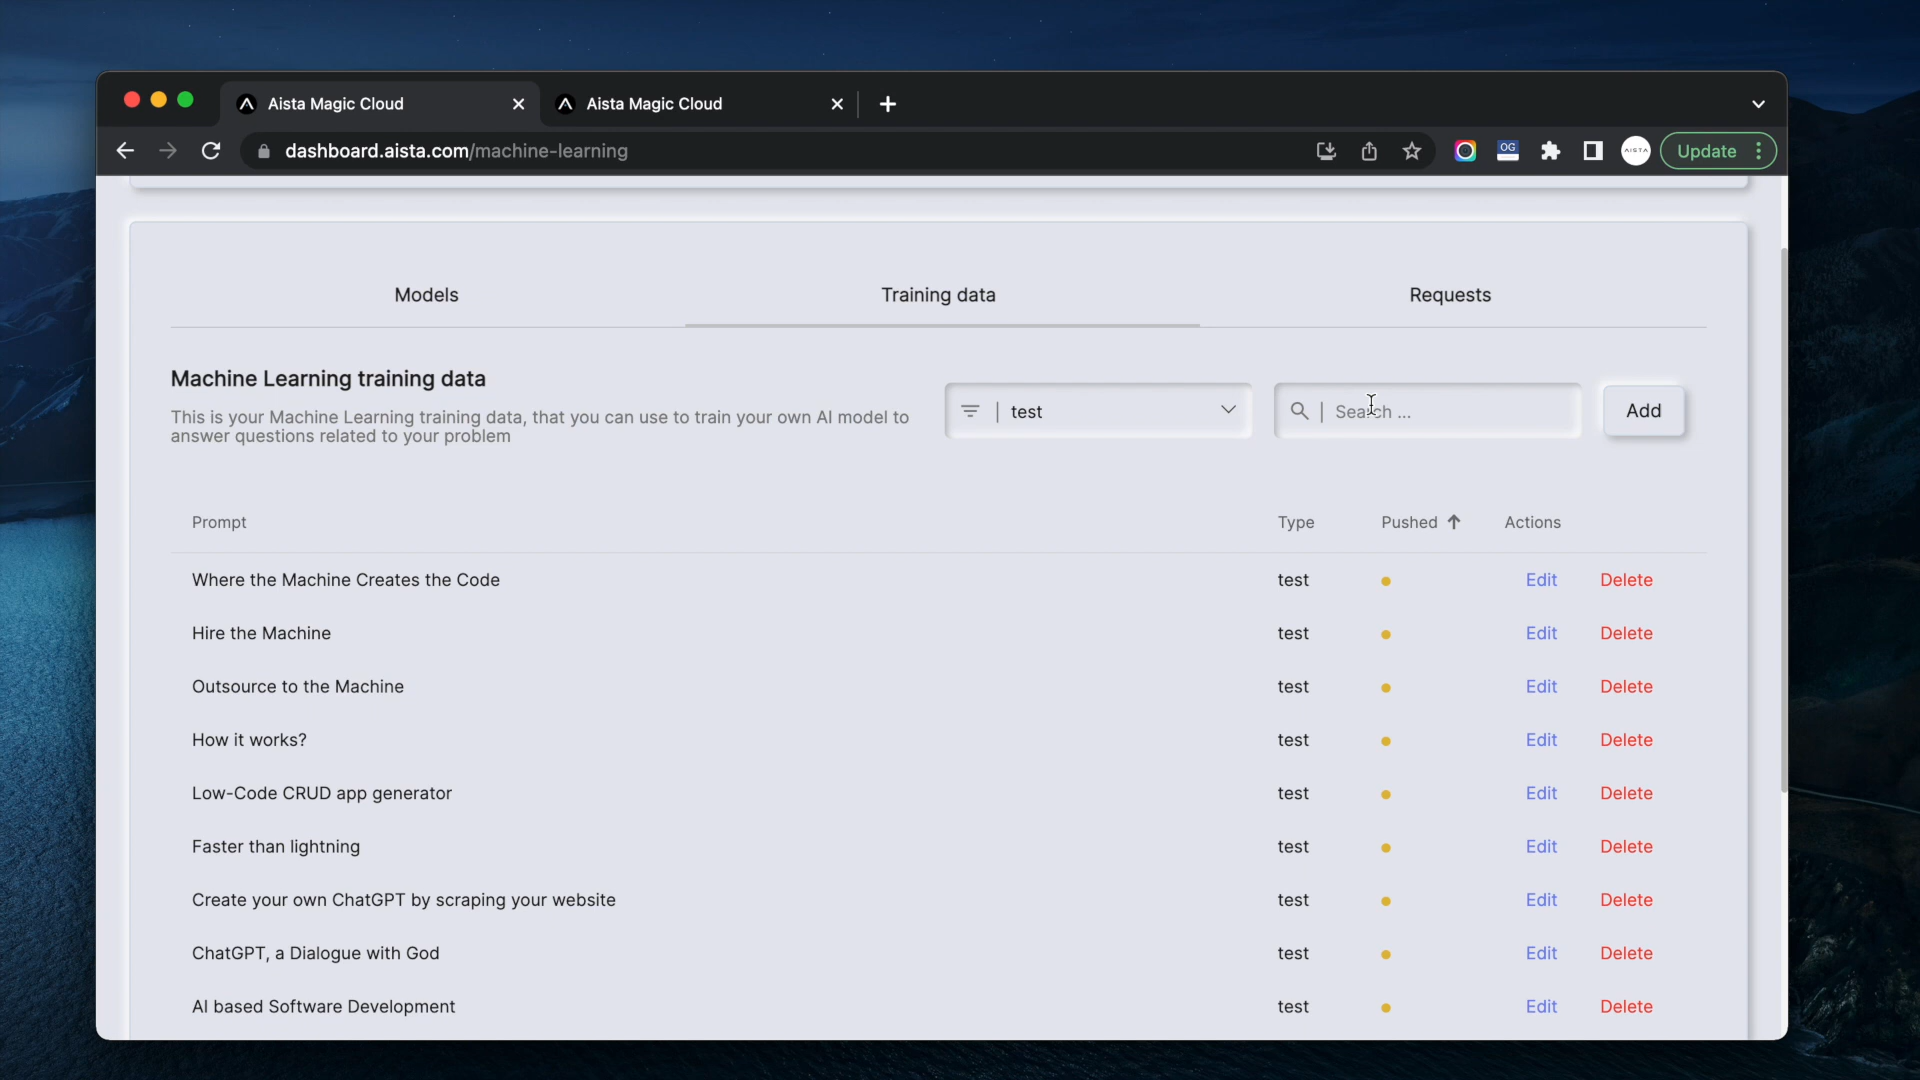 Aista Magic Cloud
Aista Magic Cloud
dashboard.aista.com/machine-learning
OG
AISTA
Update
Models
Training data
Requests
Machine Learning training data
This is your Machine Learning training data, that you can use to train your own AI model to
answer questions related to your problem
test
Search ...
Add
Prompt Type Pushed Actions
Where the Machine Creates the Code test Edit Delete
Hire the Machine test Edit Delete
Outsource to the Machine test Edit Delete
How it works? test Edit Delete
Low-Code CRUD app generator test Edit Delete
Faster than lightning test Edit Delete
Create your own ChatGPT by scraping your website test Edit Delete
ChatGPT, a Dialogue with God test Edit Delete
AI based Software Development test Edit Delete